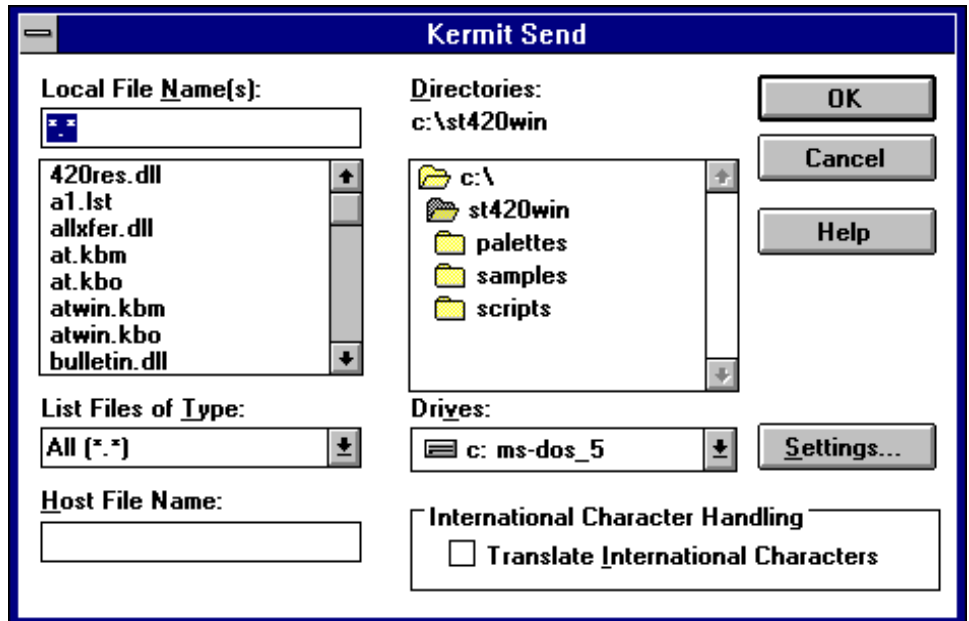 Kermit Send
Local File Name(s):
*.*
420res.dll
a1.lst
allxfer.dll
at.kbm
at.kbo
atwin.kbm
atwin.kbo
bulletin.dll
List Files of Type:
All (*.*)
Host File Name:
Directories:
c:\st420win
c:\
st420win
palettes
samples
scripts
Drives:
c: ms-dos_5
International Character Handling
Translate International Characters
OK
Cancel
Help
Settings...